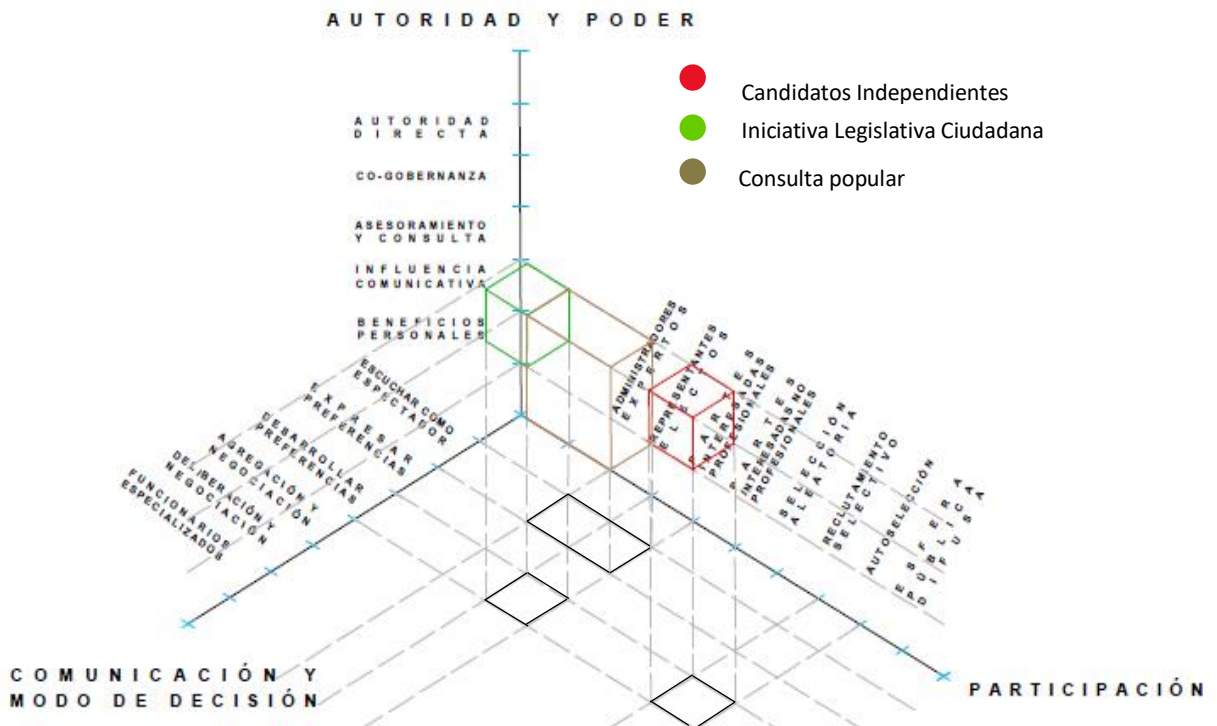 AUTORIDAD Y PODER
Candidatos Independientes
Iniciativa Legislativa Ciudadana
Consulta popular
AUTORIDAD
DIRECTA
CO-GOBERNANZA
ASESORAMIENTO
Y CONSULTA
INFLUENCIA
COMUNICATIVA
BENEFICIOS
PERSONALES
ESCUCHAR COMO
ESPECTADOR
EXPRESAR
PREFERENCIAS
DESARROLLAR
PREFERENCIAS
AGREGACIÓN Y
NEGOCIACIÓN
DELIBERACIÓN Y
NEGOCIACIÓN
FUNCIONARIOS
ESPECIALIZADOS
ADMINISTRADORES
EXPERTOS
REPRESENTANTES
ELECTOS
PARTES
INTERESADAS
PROFESIONALES
PARTES
INTERESADAS NO
PROFESIONALES
SELECCIÓN
ALEATORIA
RECLUTAMIENTO
SELECTIVO
AUTOSELECCIÓN
ESFERA
PÚBLICA
DIFUSA
COMUNICACIÓN Y
MODO DE DECISIÓN
PARTICIPACIÓN